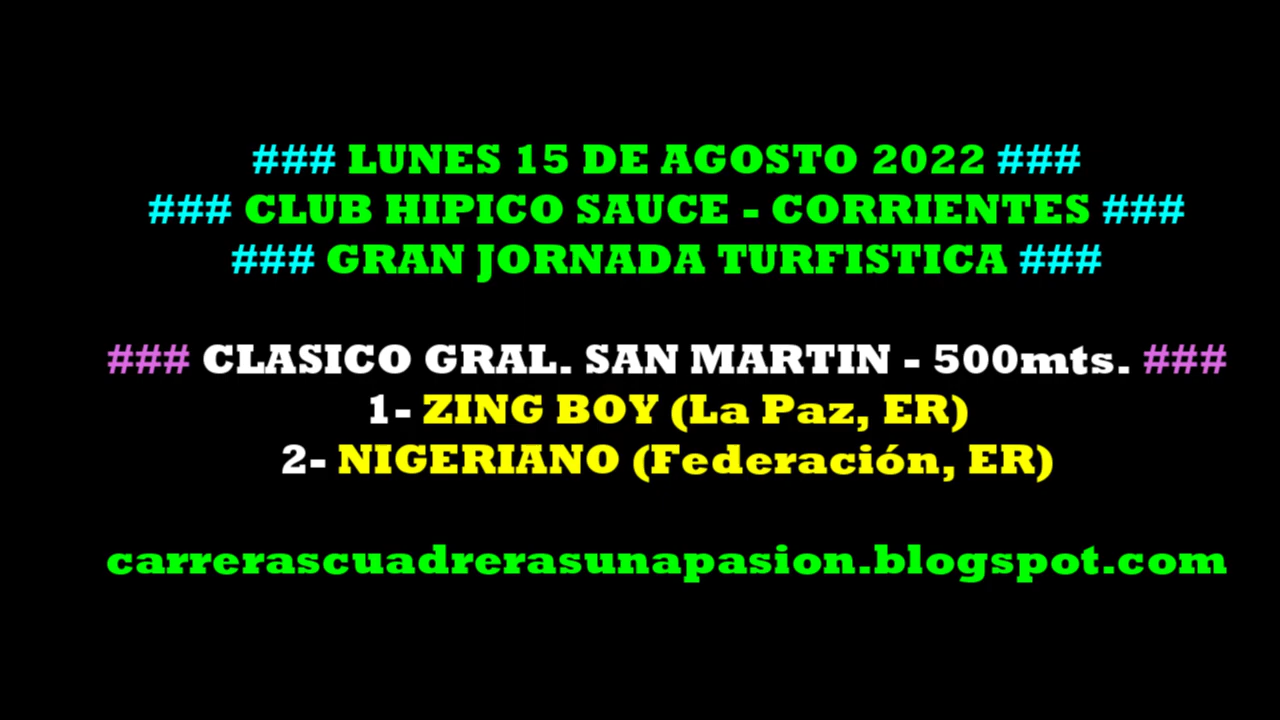 ### LUNES 15 DE AGOSTO 2022 ###
### CLUB HIPICO SAUCE - CORRIENTES ###
### GRAN JORNADA TURFISTICA ###
### CLASICO GRAL. SAN MARTIN - 500mts. ###
1- ZING BOY (La Paz, ER)
2- NIGERIANO (Federación, ER)
carrerascuadrerasunapasion.blogspot.com